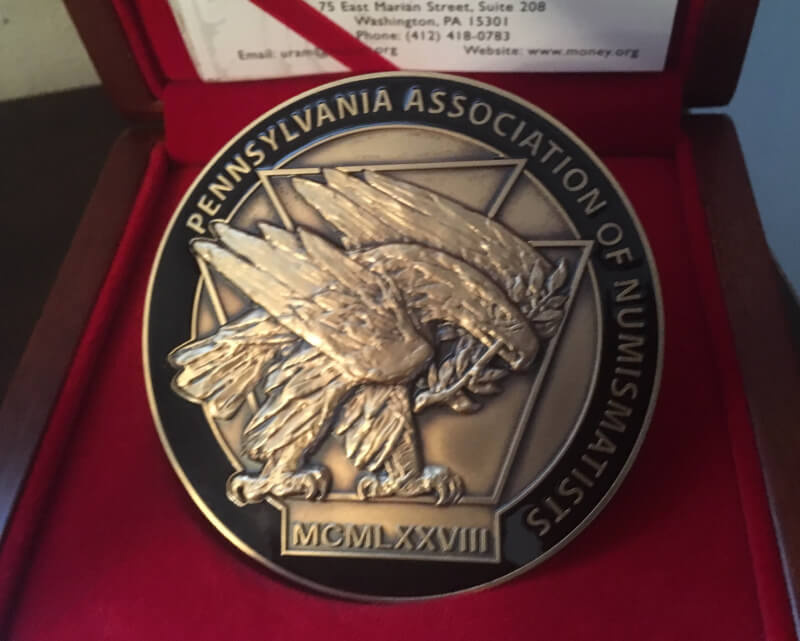 75 East Marian Street, Suite 208
Washington, PA 15301
Phone: (412) 418-0783
Email: Website: www.money.org
PENNSYLVANIA ASSOCIATION OF NUMISMATISTS
MCMLXXVIII